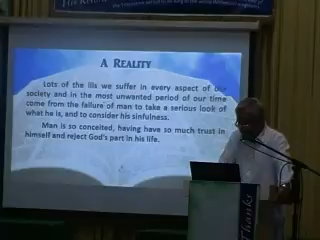 A REALITY
Lots of the ills we suffer in every aspect of our
society and in the most unwanted period of our time
come from the failure of man to take a serious look of
what he is, and to consider his sinfulness.
Man is so conceited, having have so much trust in
himself and reject God's part in his life.
Thanks